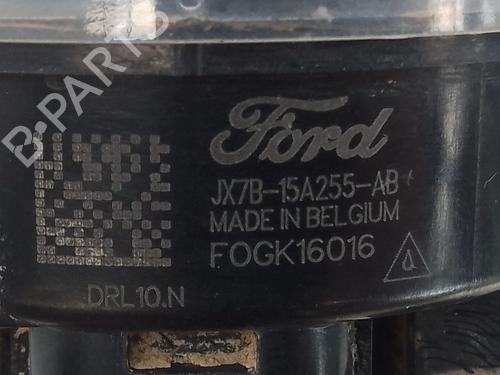 B-PARTS
Ford
JX7B-15A255-AB
MADE IN BELGIUM
FOGK16016
DRL10.N